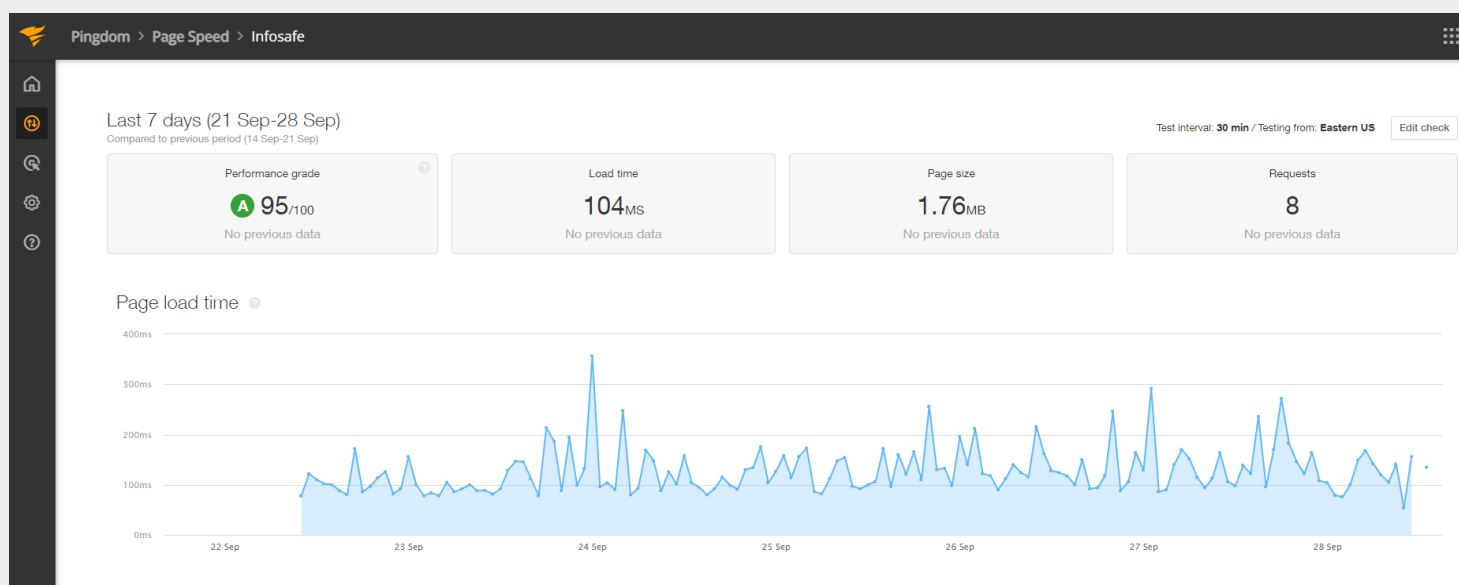 Pingdom > Page Speed > Infosafe
Last 7 days (21 Sep-28 Sep)
Compared to previous period (14 Sep-21 Sep)
Test interval: 30 min / Testing from: Eastern US
Edit check
Performance grade
?
A 95/100
No previous data
Load time
104MS
No previous data
Page size
1.76MB
No previous data
Requests
8
No previous data
Page load time ?
400ms
300ms
200ms
100ms
0ms
22 Sep
23 Sep
24 Sep
25 Sep
26 Sep
27 Sep
28 Sep